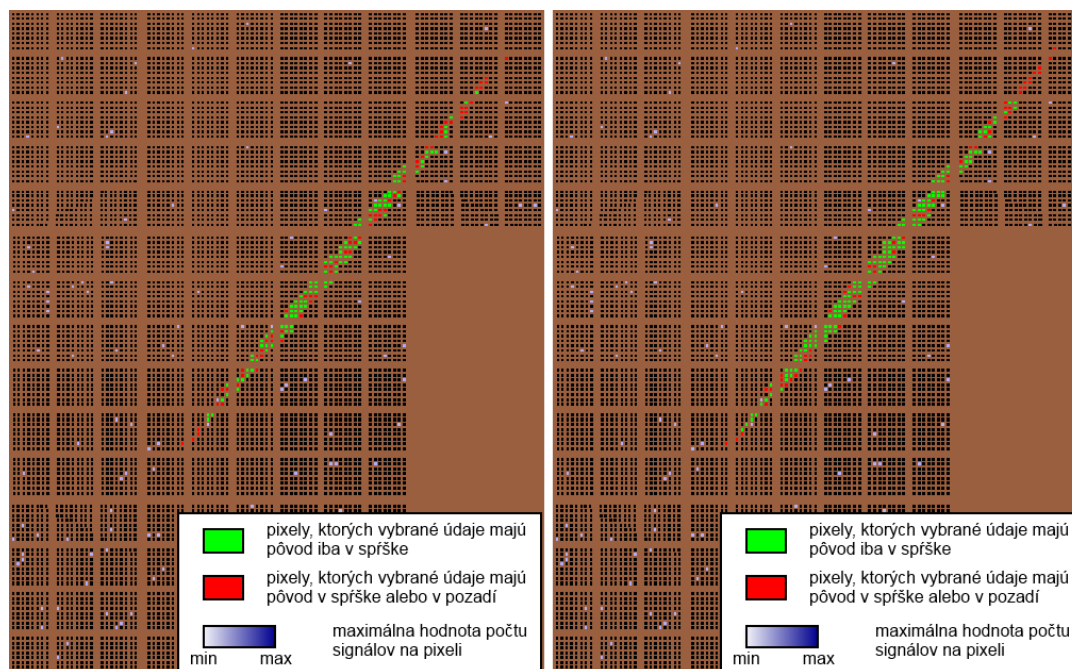 pixely, ktorých vybrané údaje majú
pôvod iba v spŕške
pixely, ktorých vybrané údaje majú
pôvod v spŕške alebo v pozadí
maximálna hodnota počtu
signálov na pixeli
min max
pixely, ktorých vybrané údaje majú
pôvod iba v spŕške
pixely, ktorých vybrané údaje majú
pôvod v spŕške alebo v pozadí
maximálna hodnota počtu
signálov na pixeli
min max